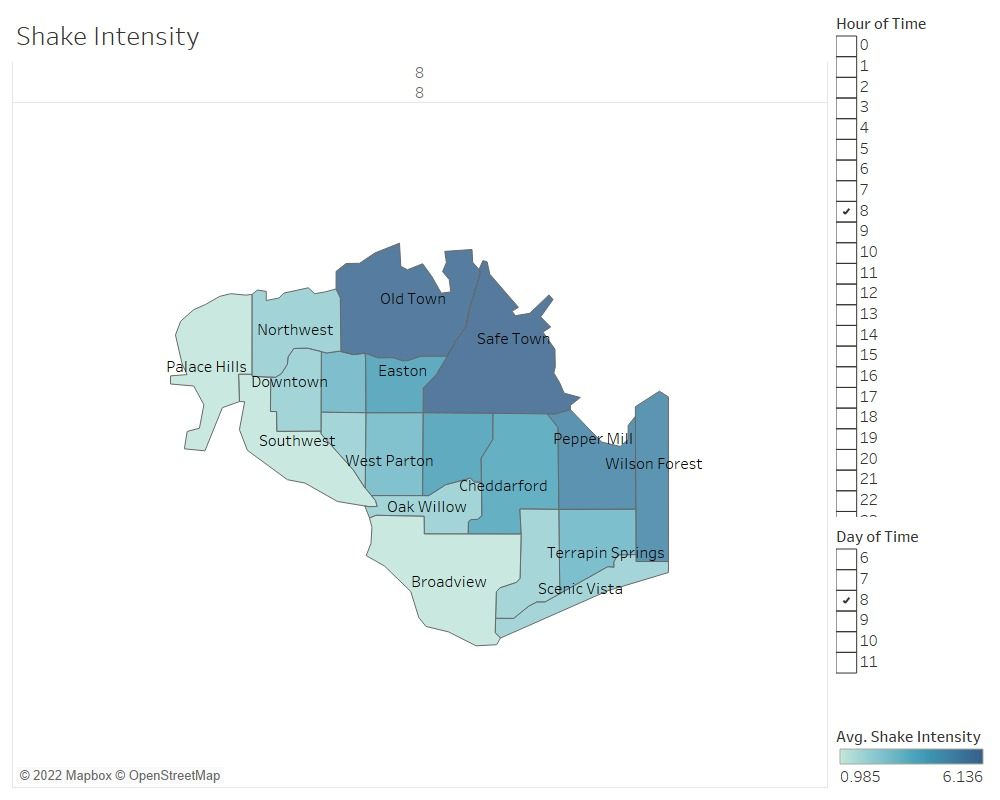 Shake Intensity
8
8
Old Town
Northwest
Safe Town
Palace Hills
Easton
Downtown
Southwest
Pepper Mill
West Parton
Wilson Forest
Cheddarford
Oak Willow
Terrapin Springs
Broadview
Scenic Vista
© 2022 Mapbox © OpenStreetMap
Hour of Time
0
1
2
3
4
5
6
7
8
9
10
11
12
13
14
15
16
17
18
19
20
21
22
Day of Time
6
7
8
9
10
11
Avg. Shake Intensity
0.985 6.136